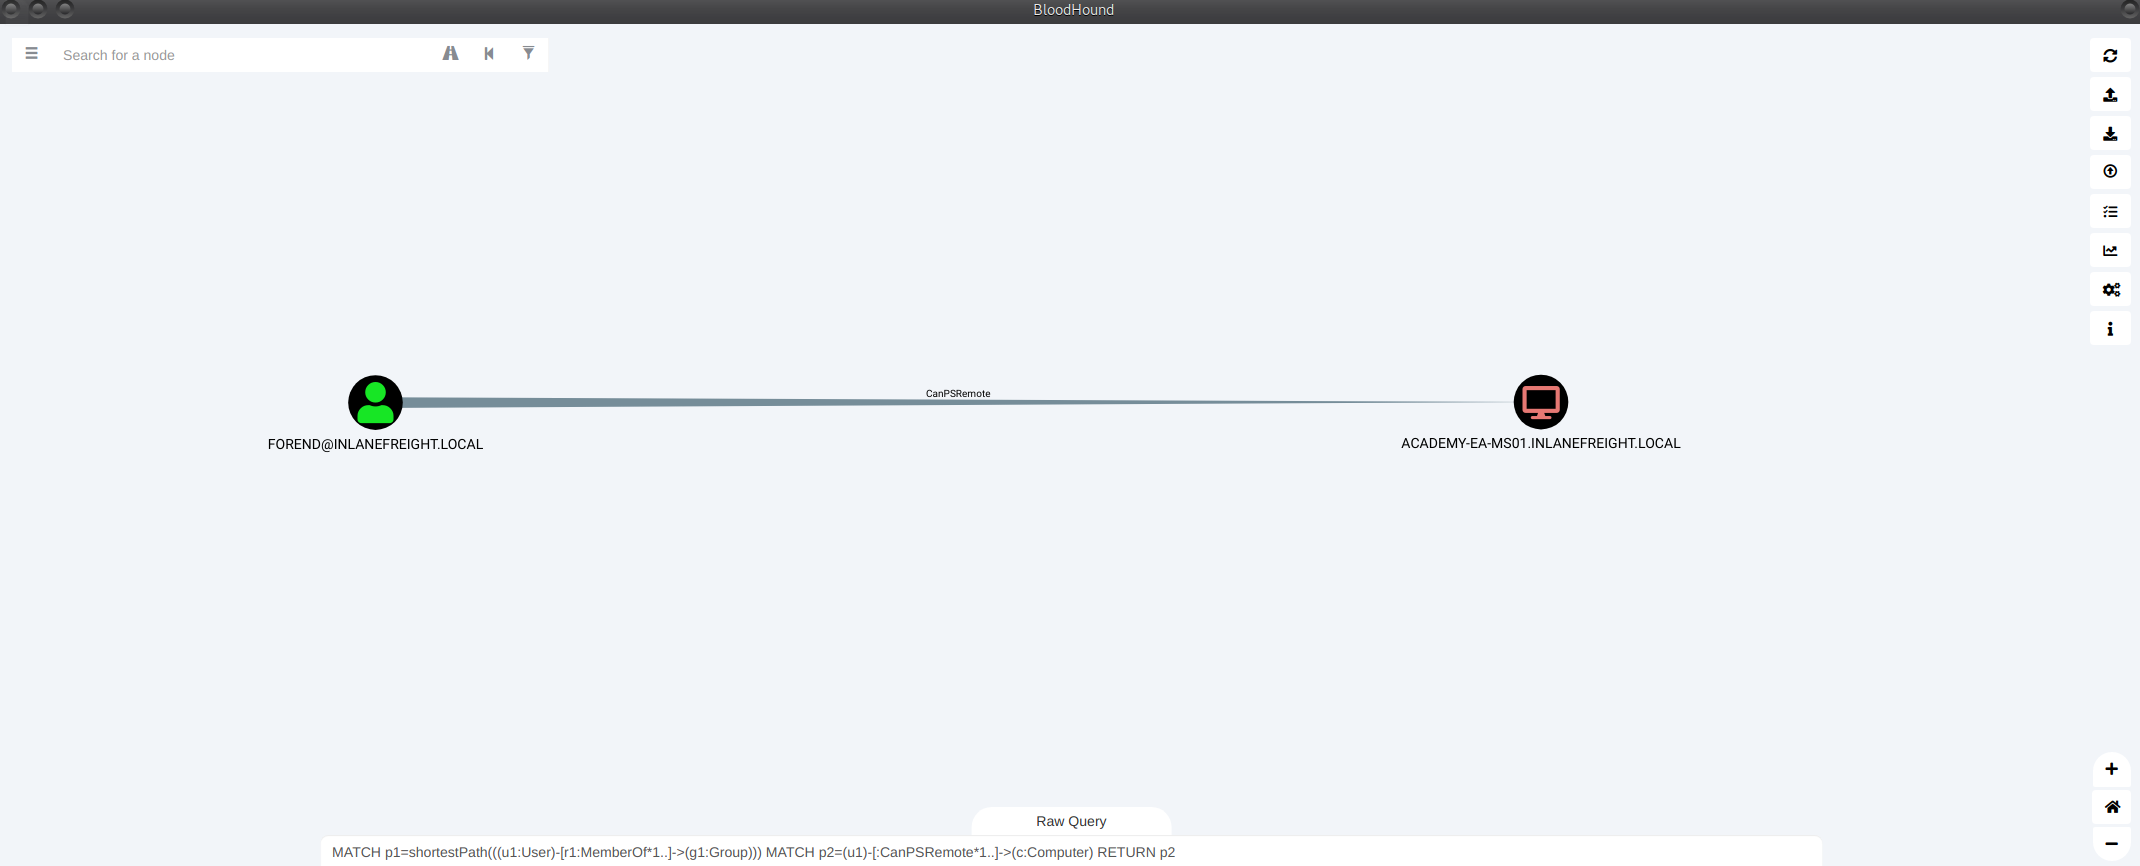 BloodHound
Search for a node
CanPSRemote
FOREND@INLANEFREIGHT.LOCAL
ACADEMY-EA-MS01.INLANEFREIGHT.LOCAL
Raw Query
MATCH p1=shortestPath(((u1:User)-[r1:MemberOf*1..]->(g1:Group))) MATCH p2=(u1)-[:CanPSRemote*1..]->(c:Computer) RETURN p2